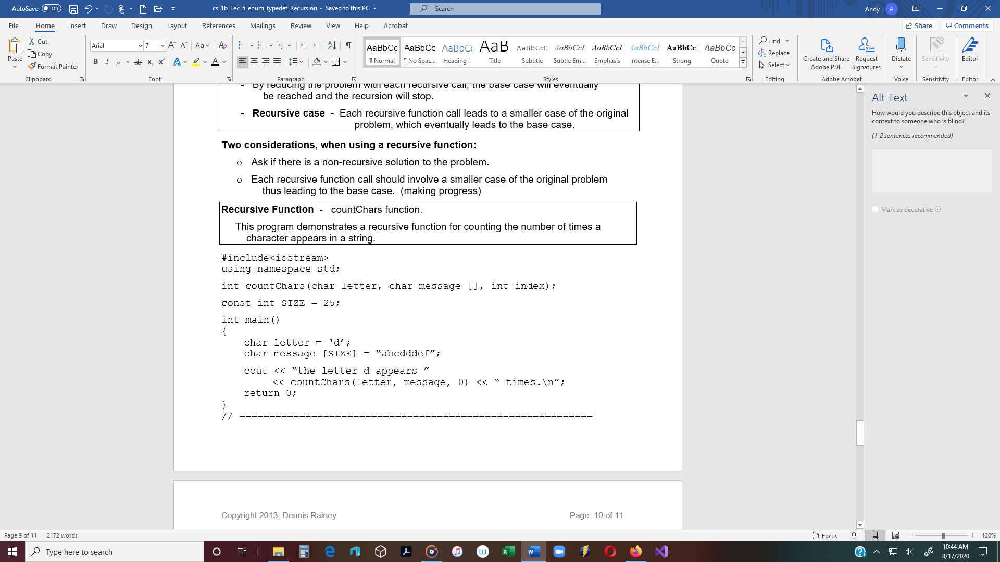 AutoSave Off cs_1b_Lec_5_enum_typedef_Recursion - Saved to this PC Search Andy A
File Home Insert Draw Design Layout References Mailings Review View Help Acrobat Share Comments
Paste Cut Copy Format Painter
Arial 7
AaBbCc AaBbCc AaBbCc AaB AaBbCcD AaBbCcI AaBbCcI AaBbCcI AaBbCcI AaBbCc
¶ Normal ¶ No Spac... Heading 1 Title Subtitle Subtle Em... Emphasis Intense E... Strong Quote
Find Replace Select
Create and Share Adobe PDF Request Signatures Dictate Sensitivity Editor
Clipboard Font Paragraph Styles Editing Adobe Acrobat Voice Sensitivity Editor
- By reducing the problem with each recursive call, the base case will eventually
be reached and the recursion will stop.
- Recursive case - Each recursive function call leads to a smaller case of the original
problem, which eventually leads to the base case.
Two considerations, when using a recursive function:
o Ask if there is a non-recursive solution to the problem.
o Each recursive function call should involve a smaller case of the original problem
thus leading to the base case. (making progress)
Recursive Function - countChars function.
This program demonstrates a recursive function for counting the number of times a
character appears in a string.
#include<iostream>
using namespace std;
int countChars(char letter, char message [], int index);
const int SIZE = 25;
int main()
{
char letter = ‘d’;
char message [SIZE] = “abcdddef”;
cout << “the letter d appears ”
<< countChars(letter, message, 0) << “ times.\n”;
return 0;
}
// ===========================================================
Copyright 2013, Dennis Rainey Page 10 of 11
Alt Text
How would you describe this object and its
context to someone who is blind?
(1-2 sentences recommended)
Mark as decorative
Page 9 of 11 2172 words Focus 120%
Type here to search
10:44 AM
8/17/2020